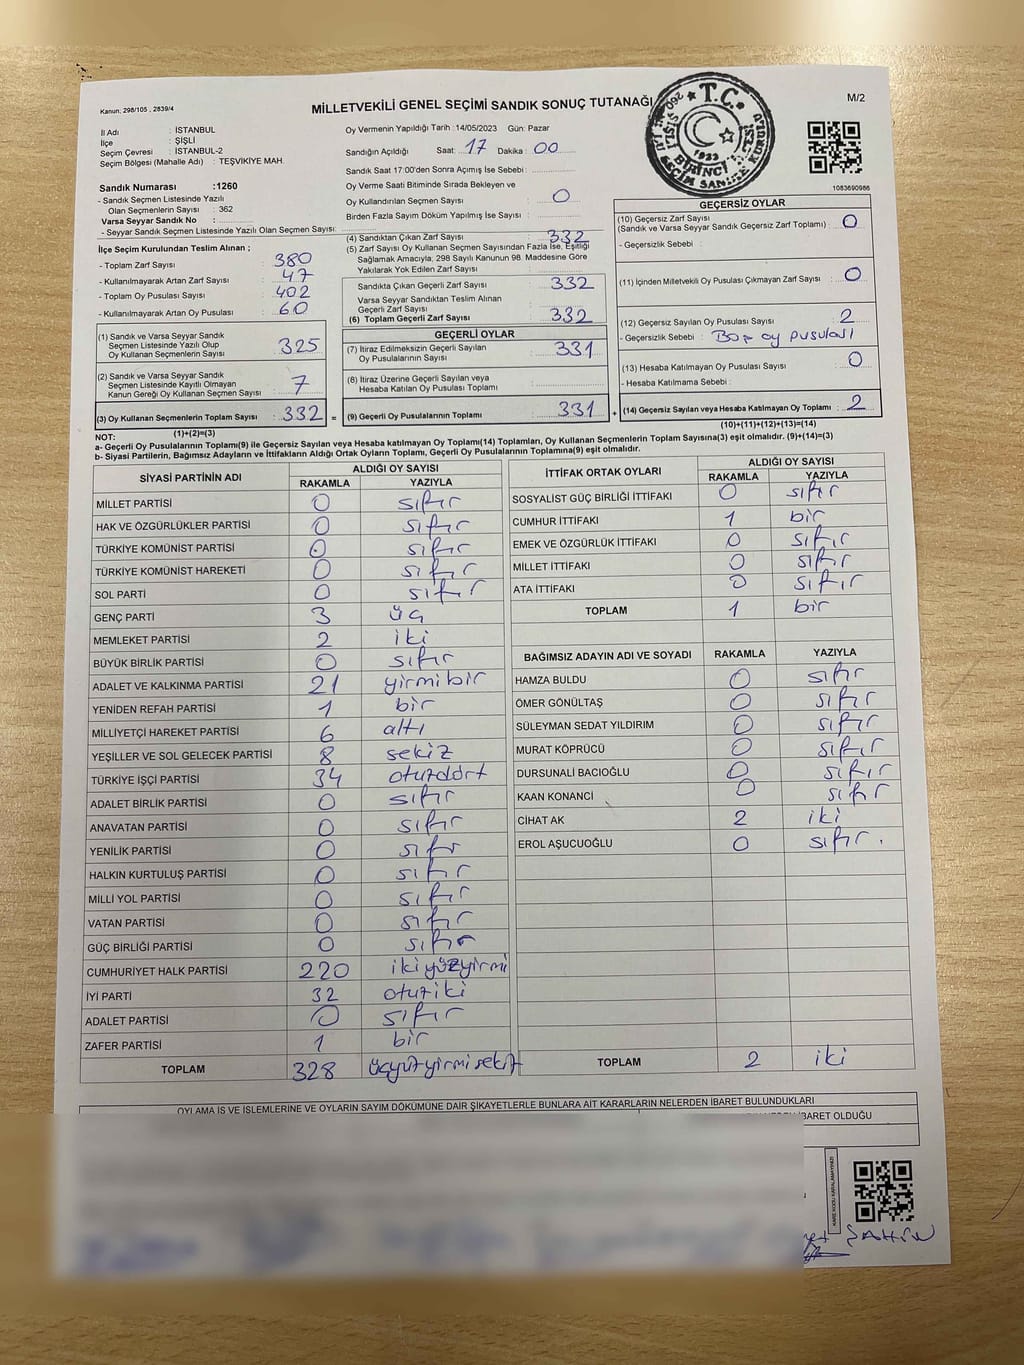 Kanun: 298/105 , 2839/4
MİLLETVEKİLİ GENEL SEÇİMİ SANDIK SONUÇ TUTANAĞI
M/2
İl Adı : İSTANBUL
İlçe : ŞİŞLİ
Seçim Çevresi : İSTANBUL-2
Seçim Bölgesi (Mahalle Adı) : TEŞVİKİYE MAH.
Sandık Numarası :1260
- Sandık Seçmen Listesinde Yazılı
Olan Seçmenlerin Sayısı : 362
Varsa Seyyar Sandık No :
- Seyyar Sandık Seçmen Listesinde Yazılı Olan Seçmen Sayısı:
İlçe Seçim Kurulundan Teslim Alınan ;
- Toplam Zarf Sayısı : 380
- Kullanılmayarak Artan Zarf Sayısı : 47
- Toplam Oy Pusulası Sayısı : 402
- Kullanılmayarak Artan Oy Pusulası : 60
(1) Sandık ve Varsa Seyyar Sandık
Seçmen Listesinde Yazılı Olup
Oy Kullanan Seçmenlerin Sayısı : 325
(2) Sandık ve Varsa Seyyar Sandık
Seçmen Listesinde Kayıtlı Olmayan
Kanun Gereği Oy Kullanan Seçmen Sayısı : 7
(3) Oy Kullanan Seçmenlerin Toplam Sayısı : 332 =
(1)+(2)=(3)
Oy Vermenin Yapıldığı Tarih :14/05/2023 Gün: Pazar
Sandığın Açıldığı Saat: 17 Dakika : 00
Sandık Saat 17:00'den Sonra Açımış İse Sebebi :
Oy Verme Saati Bitiminde Sırada Bekleyen ve
Oy Kullandırılan Seçmen Sayısı : 0
Birden Fazla Sayım Döküm Yapılmış İse Sayısı :
(4) Sandıktan Çıkan Zarf Sayısı : 332
(5) Zarf Sayısı Oy Kullanan Seçmen Sayısından Fazla İse, Eşitliği
Sağlamak Amacıyla; 298 Sayılı Kanunun 98. Maddesine Göre
Yakılarak Yok Edilen Zarf Sayısı :
Sandıkta Çıkan Geçerli Zarf Sayısı : 332
Varsa Seyyar Sandıktan Teslim Alınan
Geçerli Zarf Sayısı :
(6) Toplam Geçerli Zarf Sayısı : 332
GEÇERLİ OYLAR
(7) İtiraz Edilmeksizin Geçerli Sayılan
Oy Pusulalarının Sayısı : 331
(8) İtiraz Üzerine Geçerli Sayılan veya
Hesaba Katılan Oy Pusulası Toplamı :
(9) Geçerli Oy Pusulalarının Toplamı : 331 +
T.C.
ŞİŞLİ
BİRİNCİ
1923
1083690986
GEÇERSİZ OYLAR
(10) Geçersiz Zarf Sayısı
(Sandık ve Varsa Seyyar Sandık Geçersiz Zarf Toplamı) : 0
- Geçersizlik Sebebi :
(11) İçinden Milletvekili Oy Pusulası Çıkmayan Zarf Sayısı : 0
(12) Geçersiz Sayılan Oy Pusulası Sayısı : 2
- Geçersizlik Sebebi : Boş oy pusulası
(13) Hesaba Katılmayan Oy Pusulası Sayısı : 0
- Hesaba Katılmama Sebebi :
(14) Geçersiz Sayılan veya Hesaba Katılmayan Oy Toplamı : 2
(10)+(11)+(12)+(13)=(14)
NOT:
a- Geçerli Oy Pusulalarının Toplamı(9) ile Geçersiz Sayılan veya Hesaba katılmayan Oy Toplamı(14) Toplamları, Oy Kullanan Seçmenlerin Toplam Sayısına(3) eşit olmalıdır. (9)+(14)=(3)
b- Siyasi Partilerin, Bağımsız Adayların ve İttifakların Aldığı Ortak Oyların Toplamı, Geçerli Oy Pusulalarının Toplamına(9) eşit olmalıdır.
SİYASİ PARTİNİN ADI ALDIĞI OY SAYISI
RAKAMLA YAZIYLA
MİLLET PARTİSİ 0 sıfır
HAK VE ÖZGÜRLÜKLER PARTİSİ 0 sıfır
TÜRKİYE KOMÜNİST PARTİSİ 0 sıfır
TÜRKİYE KOMÜNİST HAREKETİ 0 sıfır
SOL PARTİ 0 sıfır
GENÇ PARTİ 3 üç
MEMLEKET PARTİSİ 2 iki
BÜYÜK BİRLİK PARTİSİ 0 sıfır
ADALET VE KALKINMA PARTİSİ 21 yirmibir
YENİDEN REFAH PARTİSİ 1 bir
MİLLİYETÇİ HAREKET PARTİSİ 6 altı
YEŞİLLER VE SOL GELECEK PARTİSİ 8 sekiz
TÜRKİYE İŞÇİ PARTİSİ 34 otuzdört
ADALET BİRLİK PARTİSİ 0 sıfır
ANAVATAN PARTİSİ 0 sıfır
YENİLİK PARTİSİ 0 sıfır
HALKIN KURTULUŞ PARTİSİ 0 sıfır
MİLLİ YOL PARTİSİ 0 sıfır
VATAN PARTİSİ 0 sıfır
GÜÇ BİRLİĞİ PARTİSİ 0 sıfır
CUMHURİYET HALK PARTİSİ 220 ikiyüzyirmi
İYİ PARTİ 32 otuziki
ADALET PARTİSİ 0 sıfır
ZAFER PARTİSİ 1 bir
TOPLAM 328 üçyüzyirmisekiz
İTTİFAK ORTAK OYLARI ALDIĞI OY SAYISI
RAKAMLA YAZIYLA
SOSYALİST GÜÇ BİRLİĞİ İTTİFAKI 0 sıfır
CUMHUR İTTİFAKI 1 bir
EMEK VE ÖZGÜRLÜK İTTİFAKI 0 sıfır
MİLLET İTTİFAKI 0 sıfır
ATA İTTİFAKI 0 sıfır
TOPLAM 1 bir
BAĞIMSIZ ADAYIN ADI VE SOYADI RAKAMLA YAZIYLA
HAMZA BULDU 0 sıfır
ÖMER GÖNÜLTAŞ 0 sıfır
SÜLEYMAN SEDAT YILDIRIM 0 sıfır
MURAT KÖPRÜCÜ 0 sıfır
DURSUNALİ BACIOĞLU 0 sıfır
KAAN KONANCİ 0 sıfır
CİHAT AK 2 iki
EROL AŞUCUOĞLU 0 sıfır.
TOPLAM 2 iki
OYLAMA İŞ VE İŞLEMLERİNE VE OYLARIN SAYIM DÖKÜMÜNE DAİR ŞİKAYETLERLE BUNLARA AİT KARARLARIN NELERDEN İBARET BULUNDUKLARI
İBARET OLDUĞU
ŞAHİN